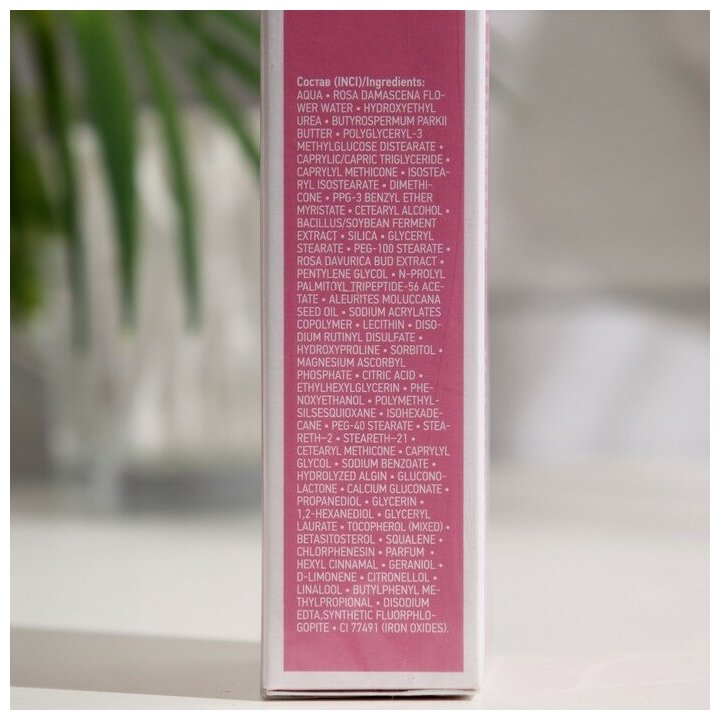 Состав (INCI)/Ingredients:
AQUA • ROSA DAMASCENA FLO-
WER WATER • HYDROXYETHYL
UREA • BUTYROSPERMUM PARKII
BUTTER • POLYGLYCERYL-3
METHYLGLUCOSE DISTEARATE •
CAPRYLIC/CAPRIC TRIGLYCERIDE •
CAPRYLYL METHICONE • ISOSTEA-
RYL ISOSTEARATE • DIMETHI-
CONE • PPG-3 BENZYL ETHER
MYRISTATE • CETEARYL ALCOHOL •
BACILLUS/SOYBEAN FERMENT
EXTRACT • SILICA • GLYCERYL
STEARATE • PEG-100 STEARATE •
ROSA DAVURICA BUD EXTRACT •
PENTYLENE GLYCOL • N-PROLYL
PALMITOYL TRIPEPTIDE-56 ACE-
TATE • ALEURITES MOLUCCANA
SEED OIL • SODIUM ACRYLATES
COPOLYMER • LECITHIN • DISO-
DIUM RUTINYL DISULFATE •
HYDROXYPROLINE • SORBITOL •
MAGNESIUM ASCORBYL
PHOSPHATE • CITRIC ACID •
ETHYLHEXYLGLYCERIN • PHE-
NOXYETHANOL • POLYMETHYL-
SILSESQUIOXANE • ISOHEXADE-
CANE • PEG-40 STEARATE • STEA-
RETH-2 • STEARETH-21 •
CETEARYL METHICONE • CAPRYLYL
GLYCOL • SODIUM BENZOATE •
HYDROLYZED ALGIN • GLUCONO-
LACTONE • CALCIUM GLUCONATE •
PROPANEDIOL • GLYCERIN •
1,2-HEXANEDIOL • GLYCERYL
LAURATE • TOCOPHEROL (MIXED) •
BETASITOSTEROL • SQUALENE •
CHLORPHENESIN • PARFUM •
HEXYL CINNAMAL • GERANIOL •
D-LIMONENE • CITRONELLOL •
LINALOOL • BUTYLPHENYL ME-
THYLPROPIONAL • DISODIUM
EDTA,SYNTHETIC FLUORPHLO-
GOPITE • CI 77491 (IRON OXIDES).